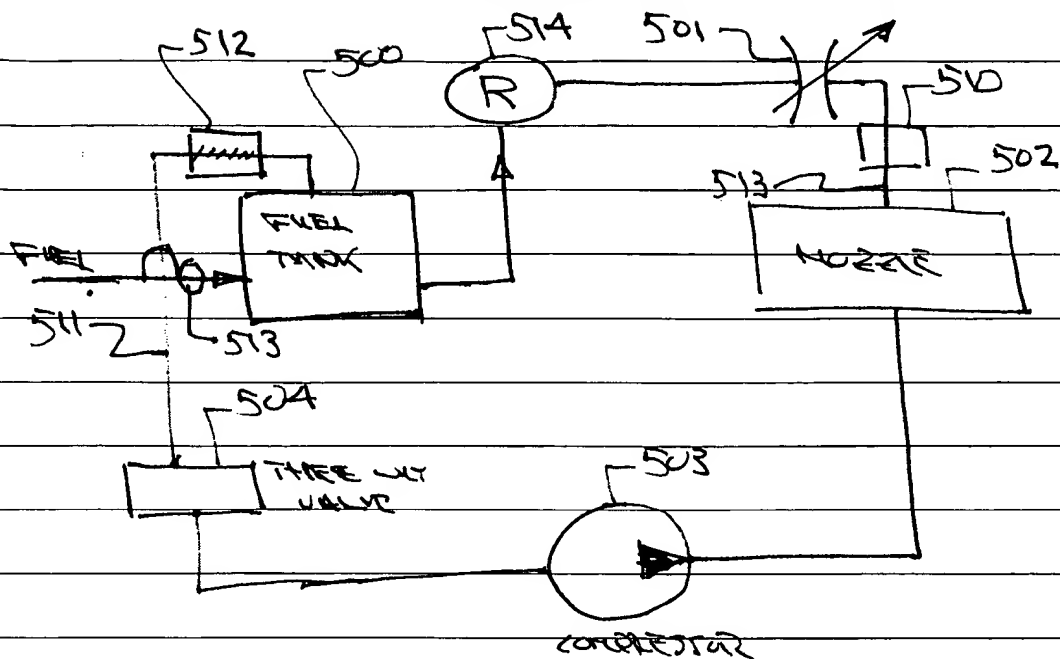 512
500
514
501
510
R
502
513
FUEL
TANK
FUEL
NOZZLE
511
513
504
THREE WAY
VALVE
503
COMPRESSOR